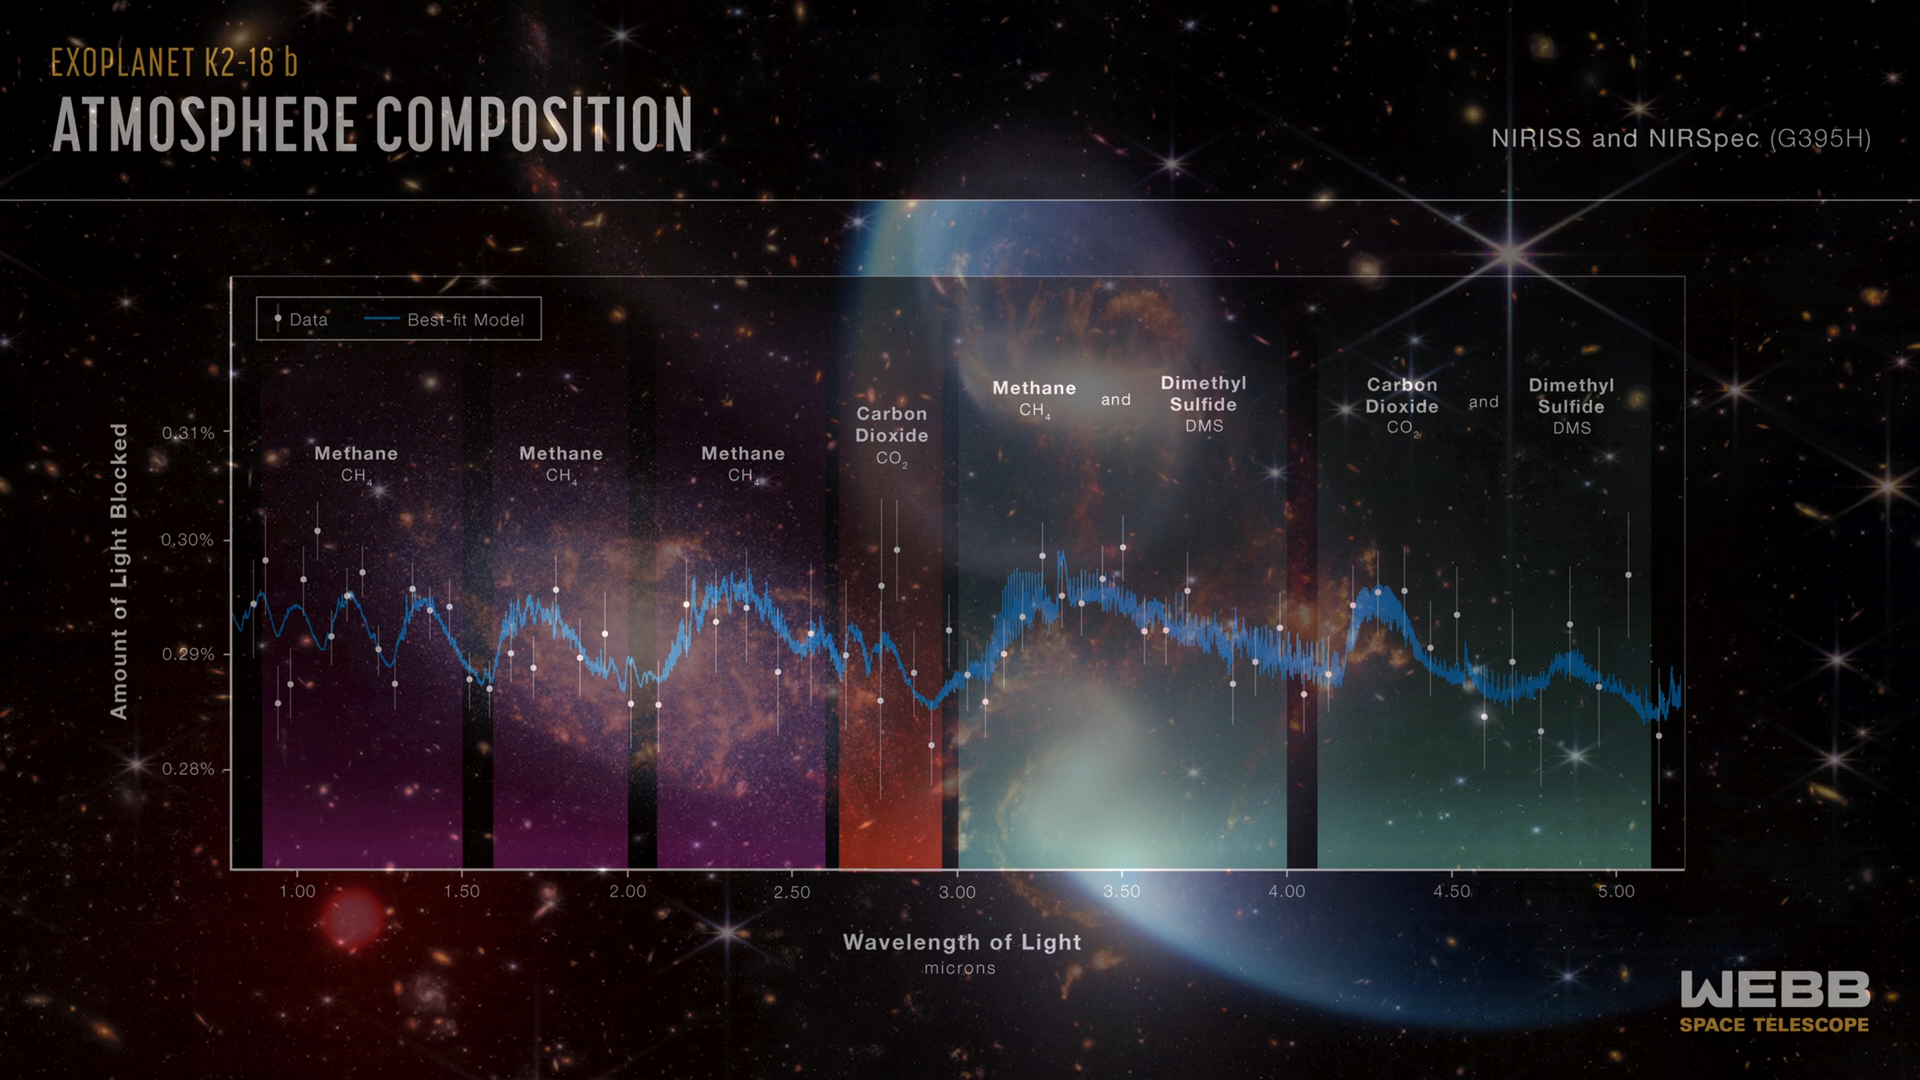 EXOPLANET K2-18 b
ATMOSPHERE COMPOSITION
NIRISS and NIRSpec (G395H)
Data
Best-fit Model
Methane
CH4
Methane
CH4
Methane
CH4
Carbon
Dioxide
CO2
Methane
CH4
and
Dimethyl
Sulfide
DMS
Carbon
Dioxide
CO2
and
Dimethyl
Sulfide
DMS
Amount of Light Blocked
0.31%
0.30%
0.29%
0.28%
1.00 1.50 2.00 2.50 3.00 3.50 4.00 4.50 5.00
Wavelength of Light
microns
WEBB
SPACE TELESCOPE